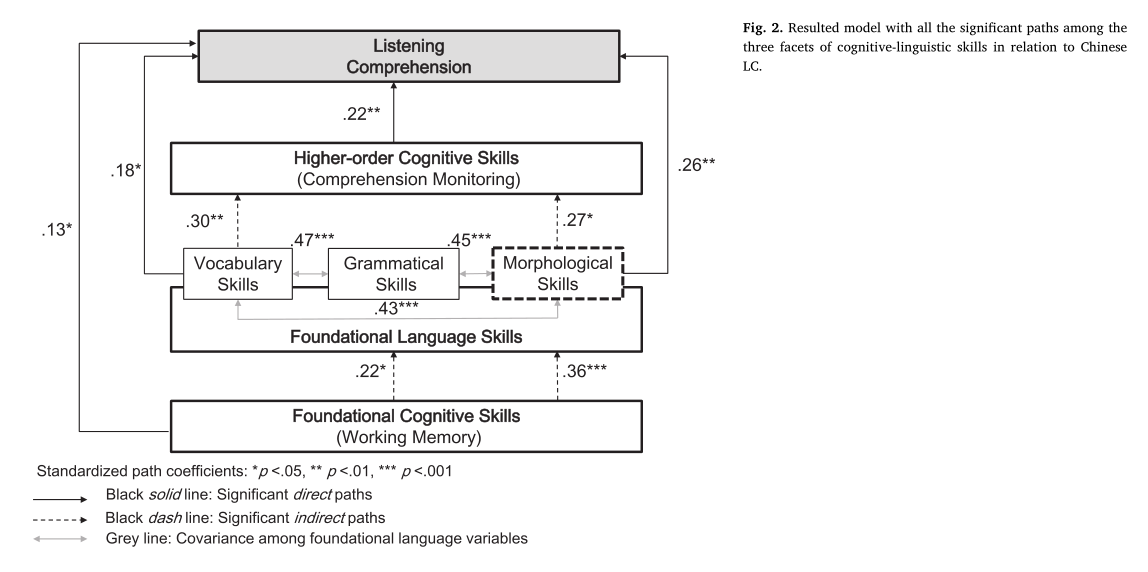 Listening
Comprehension
.22**
Higher-order Cognitive Skills
(Comprehension Monitoring)
.18*
.26**
.13*
.30**
.27*
.47***
.45***
Vocabulary
Skills
Grammatical
Skills
Morphological
Skills
.43***
Foundational Language Skills
.22*
.36***
Foundational Cognitive Skills
(Working Memory)
Standardized path coefficients: *p <.05, ** p <.01, *** p <.001
Black solid line: Significant direct paths
Black dash line: Significant indirect paths
Grey line: Covariance among foundational language variables
Fig. 2. Resulted model with all the significant paths among the
three facets of cognitive-linguistic skills in relation to Chinese
LC.